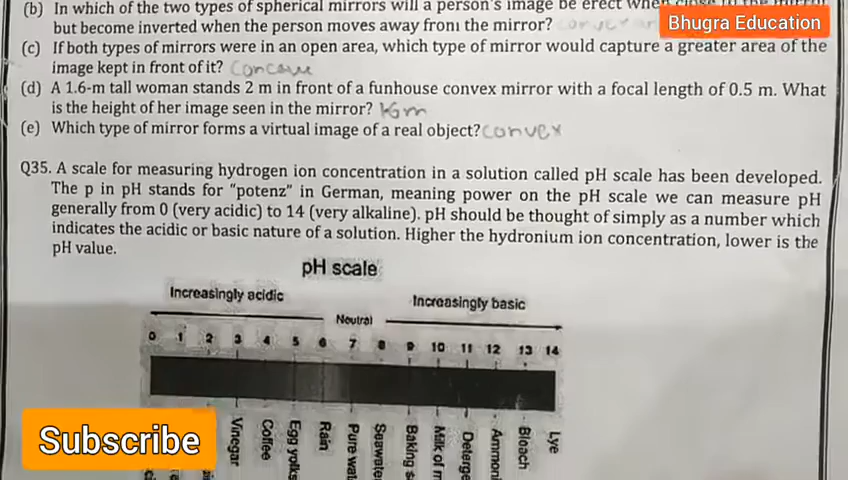 (b) In which of the two types of spherical mirrors will a person's image be erect when close to the mirror
but become inverted when the person moves away from the mirror? convex
Bhugra Education
(c) If both types of mirrors were in an open area, which type of mirror would capture a greater area of the
image kept in front of it? Concave
(d) A 1.6-m tall woman stands 2 m in front of a funhouse convex mirror with a focal length of 0.5 m. What
is the height of her image seen in the mirror?
(e) Which type of mirror forms a virtual image of a real object? convex
Q35. A scale for measuring hydrogen ion concentration in a solution called pH scale has been developed.
The p in pH stands for "potenz" in German, meaning power on the pH scale we can measure pH
generally from 0 (very acidic) to 14 (very alkaline). pH should be thought of simply as a number which
indicates the acidic or basic nature of a solution. Higher the hydronium ion concentration, lower is the
pH value.
pH scale
Increasingly acidic
Increasingly basic
Neutral
0 1 2 3 4 5 6 7 8 9 10 11 12 13 14
Vinegar
Coffee
Egg yolks
Rain
Pure wat
Seawate
Baking s
Milk of m
Deterge
Ammoni
Bleach
Lye
Subscribe